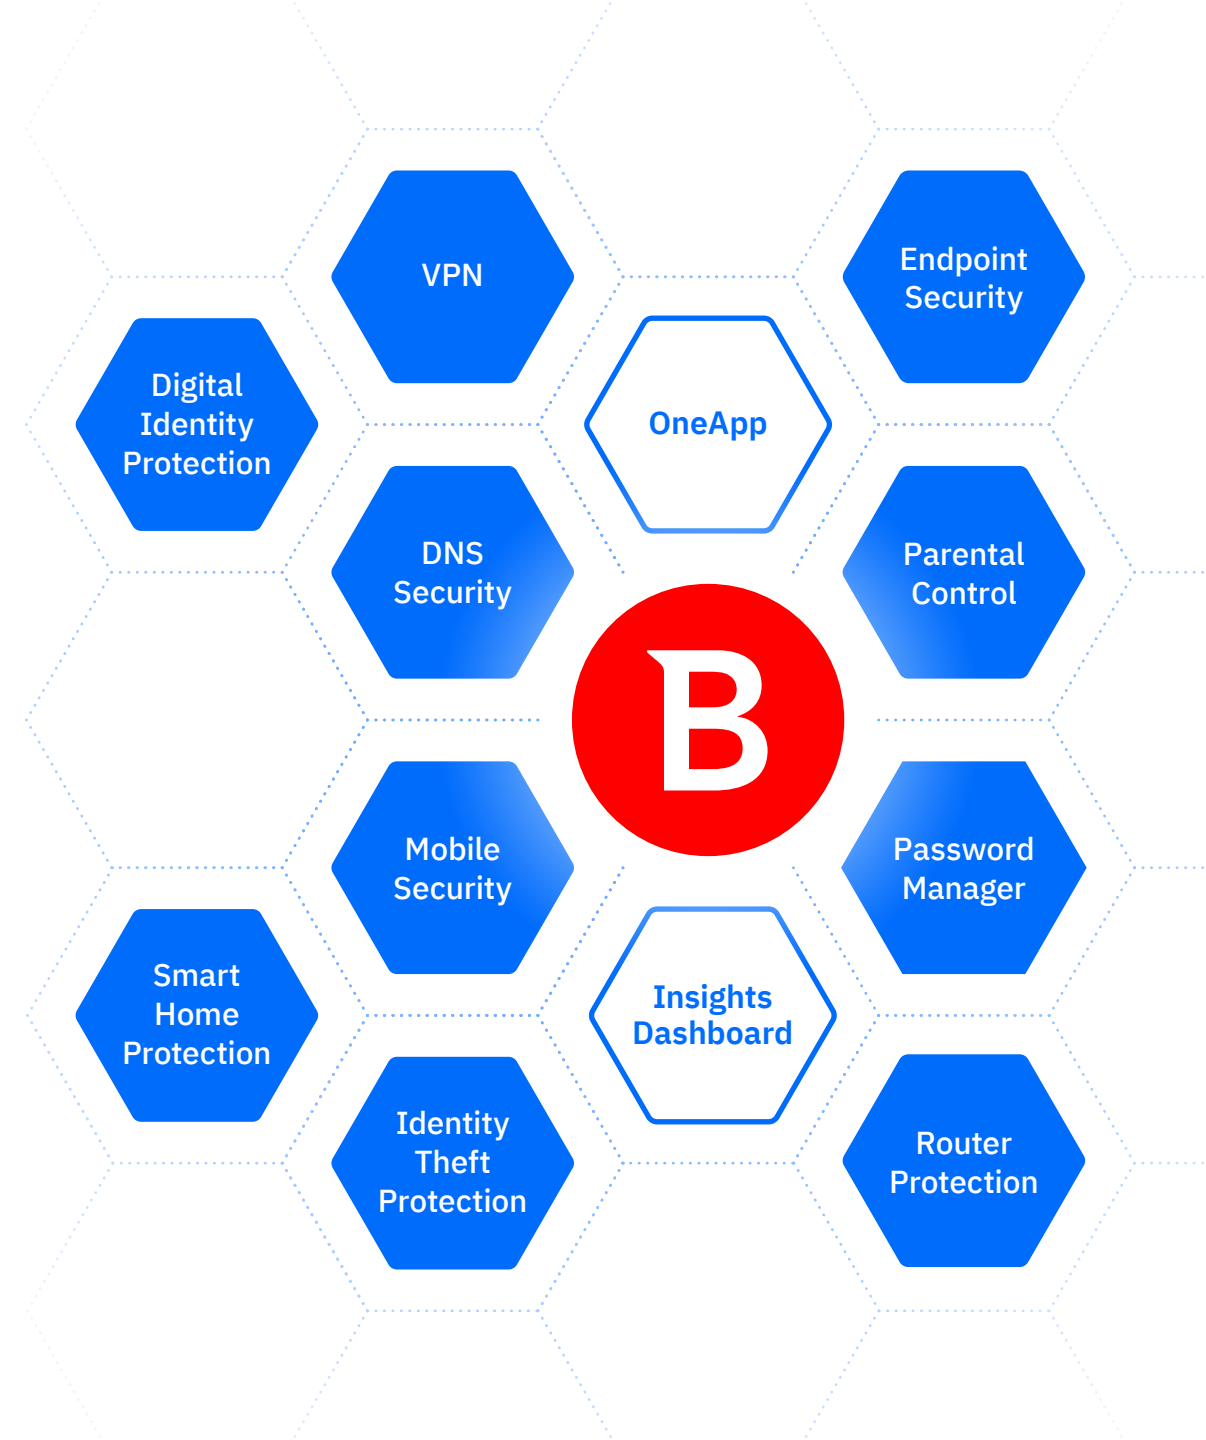 VPN
Endpoint
Security
Digital
Identity
Protection
OneApp
DNS
Security
Parental
Control
B
Mobile
Security
Password
Manager
Smart
Home
Protection
Insights
Dashboard
Identity
Theft
Protection
Router
Protection